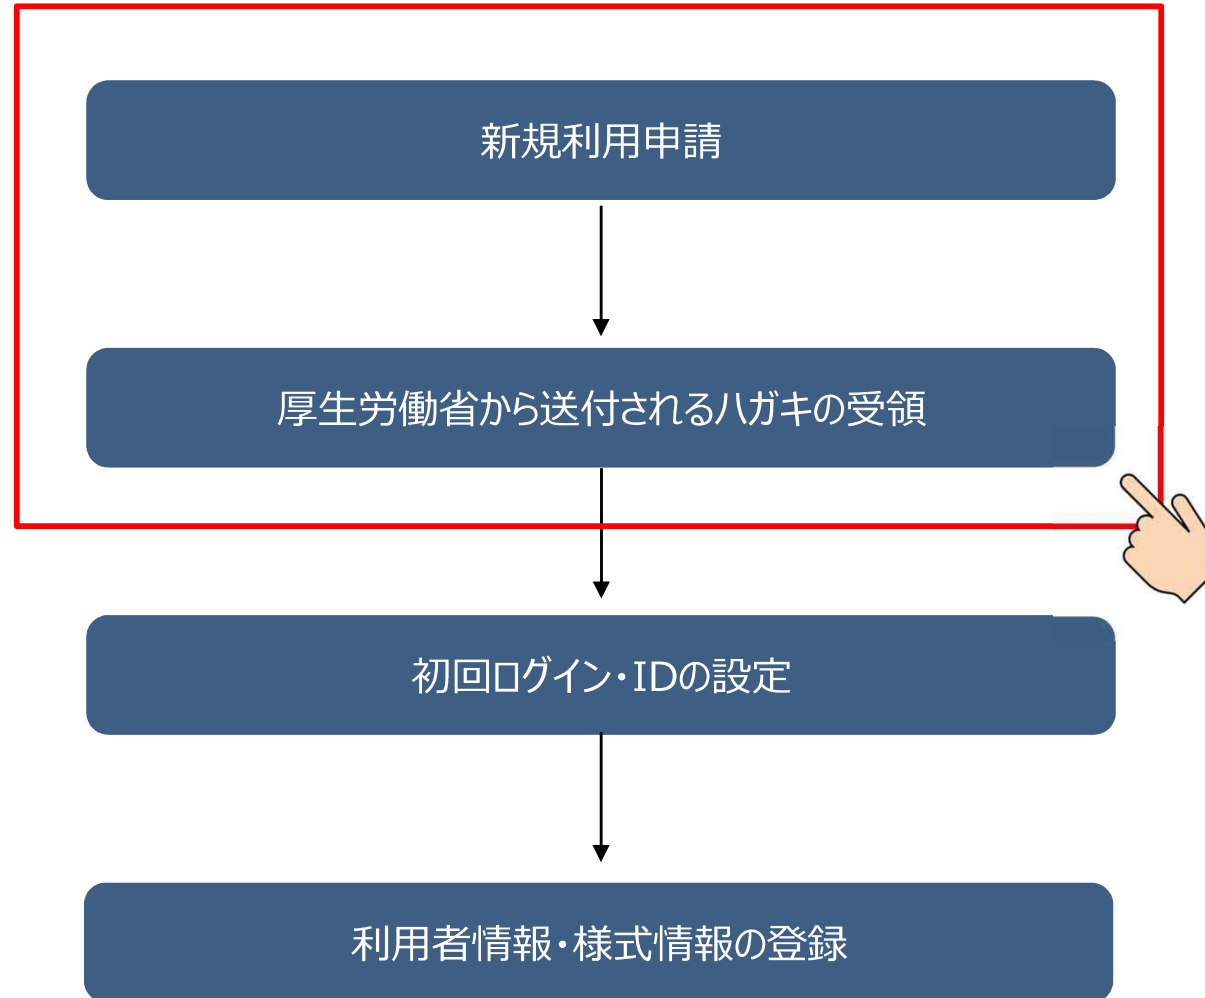 新規利用申請
厚生労働省から送付されるハガキの受領
初回ログイン・IDの設定
利用者情報・様式情報の登録